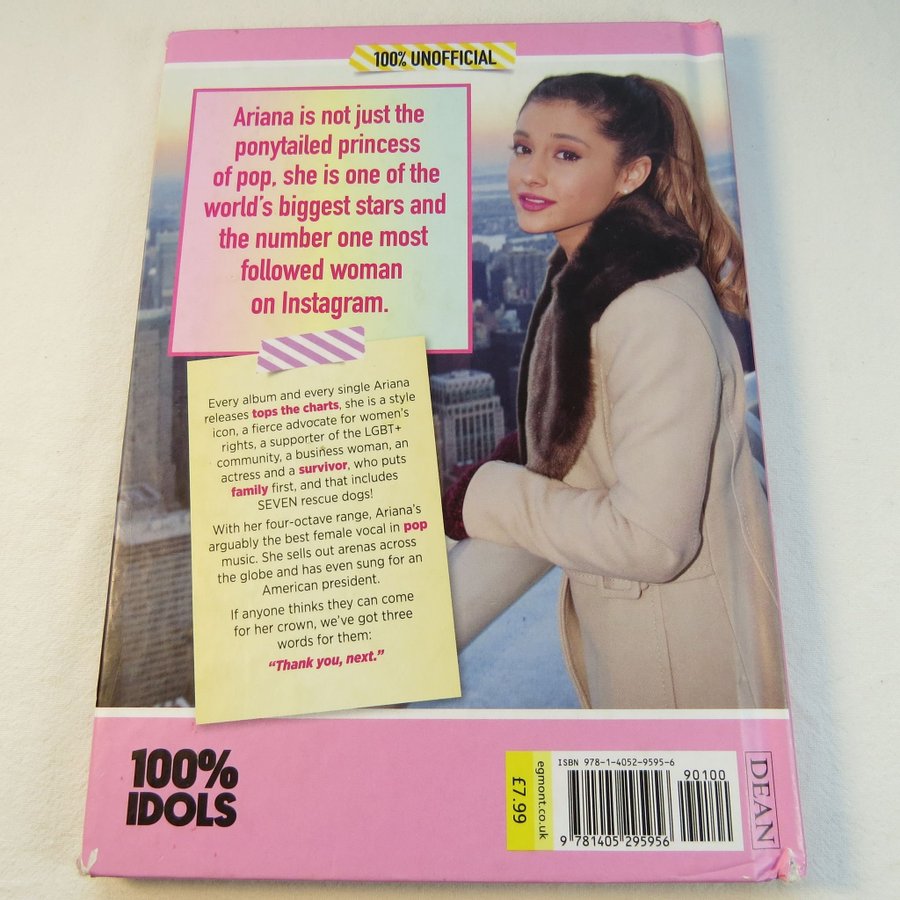 100% UNOFFICIAL
Ariana is not just the
ponytailed princess
of pop, she is one of the
world's biggest stars and
the number one most
followed woman
on Instagram.
Every album and every single Ariana
releases tops the charts, she is a style
icon, a fierce advocate for women's
rights, a supporter of the LGBT+
community, a business woman, an
actress and a survivor, who puts
family first, and that includes
SEVEN rescue dogs!
With her four-octave range, Ariana's
arguably the best female vocal in pop
music. She sells out arenas across
the globe and has even sung for an
American president.
If anyone thinks they can come
for her crown, we've got three
words for them:
“Thank you, next.”
100%
IDOLS
£7.99
egmont.co.uk
ISBN 978-1-4052-9595-6
90100
9 781405 295956
DEAN